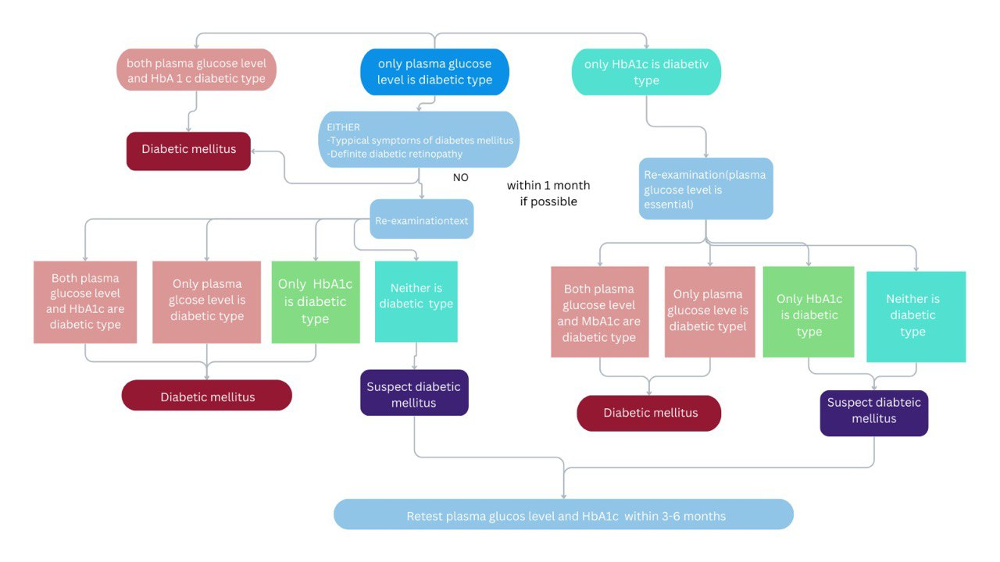 both plasma glucose level
and HbA 1 c diabetic type
only plasma glucose
level is diabetic type
only HbA1c is diabetiv
type
Diabetic mellitus
EITHER
-Typpical symptorns of diabetes mellitus
-Definite diabetic retinopathy
NO
within 1 month
if possible
Re-examination(plasma
glucose level is
essential)
Re-examinationtext
Both plasma
glucose level
and HbA1c are
diabetic type
Only plasma
glcose level is
diabetic type
Only HbA1c
is diabetic
type
Neither is
diabetic type
Both plasma
glucose level
and MbA1c are
diabetic type
Only plasma
glucose leve is
diabetic typel
Only HbA1c
is diabetic
type
Neither is
diabetic
type
Diabetic mellitus
Suspect diabetic
mellitus
Diabetic mellitus
Suspect diabteic
mellitus
Retest plasma glucos level and HbA1c within 3-6 months